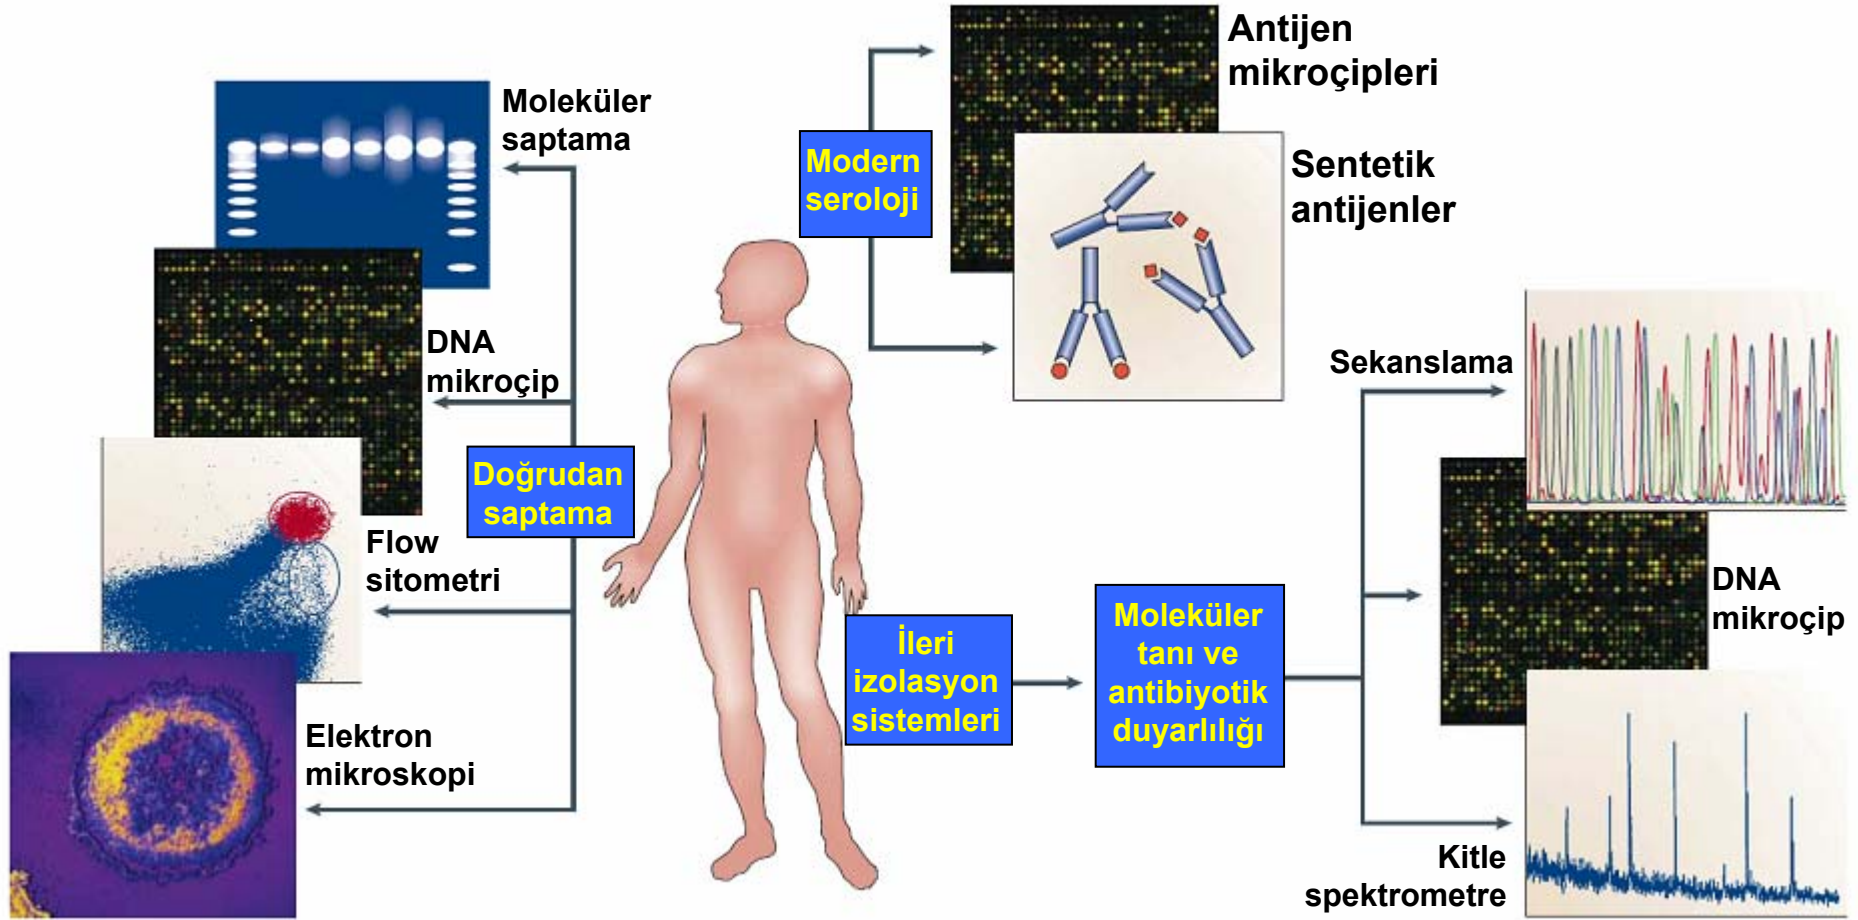 Moleküler
saptama
DNA
mikroçip
Doğrudan
saptama
Flow
sitometri
Elektron
mikroskopi
Modern
seroloji
Antijen
mikroçipleri
Sentetik
antijenler
İleri
izolasyon
sistemleri
Moleküler
tanı ve
antibiyotik
duyarlılığı
Sekanslama
DNA
mikroçip
Kitle
spektrometre